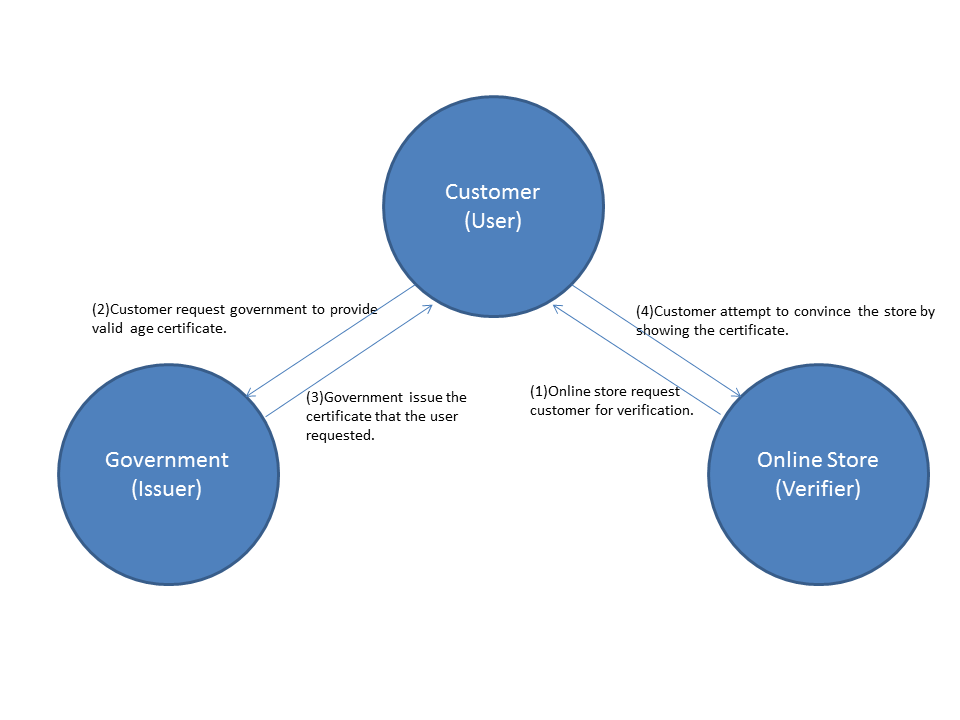 Customer
(User)
(2)Customer request government to provide
valid age certificate.
(4)Customer attempt to convince the store by
showing the certificate.
(3)Government issue the
certificate that the user
requested.
(1)Online store request
customer for verification.
Government
(Issuer)
Online Store
(Verifier)